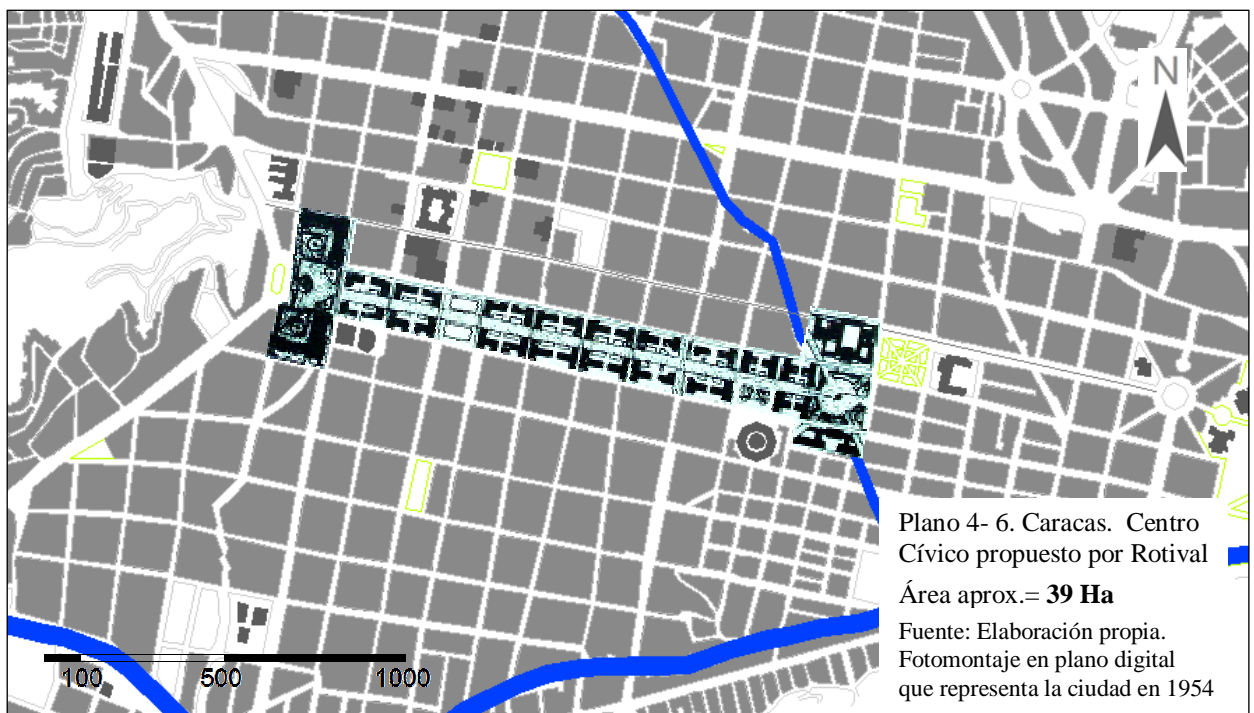 N
Plano 4- 6. Caracas. Centro
Cívico propuesto por Rotival
Área aprox.= 39 Ha
Fuente: Elaboración propia.
Fotomontaje en plano digital
que representa la ciudad en 1954
100 500 1000